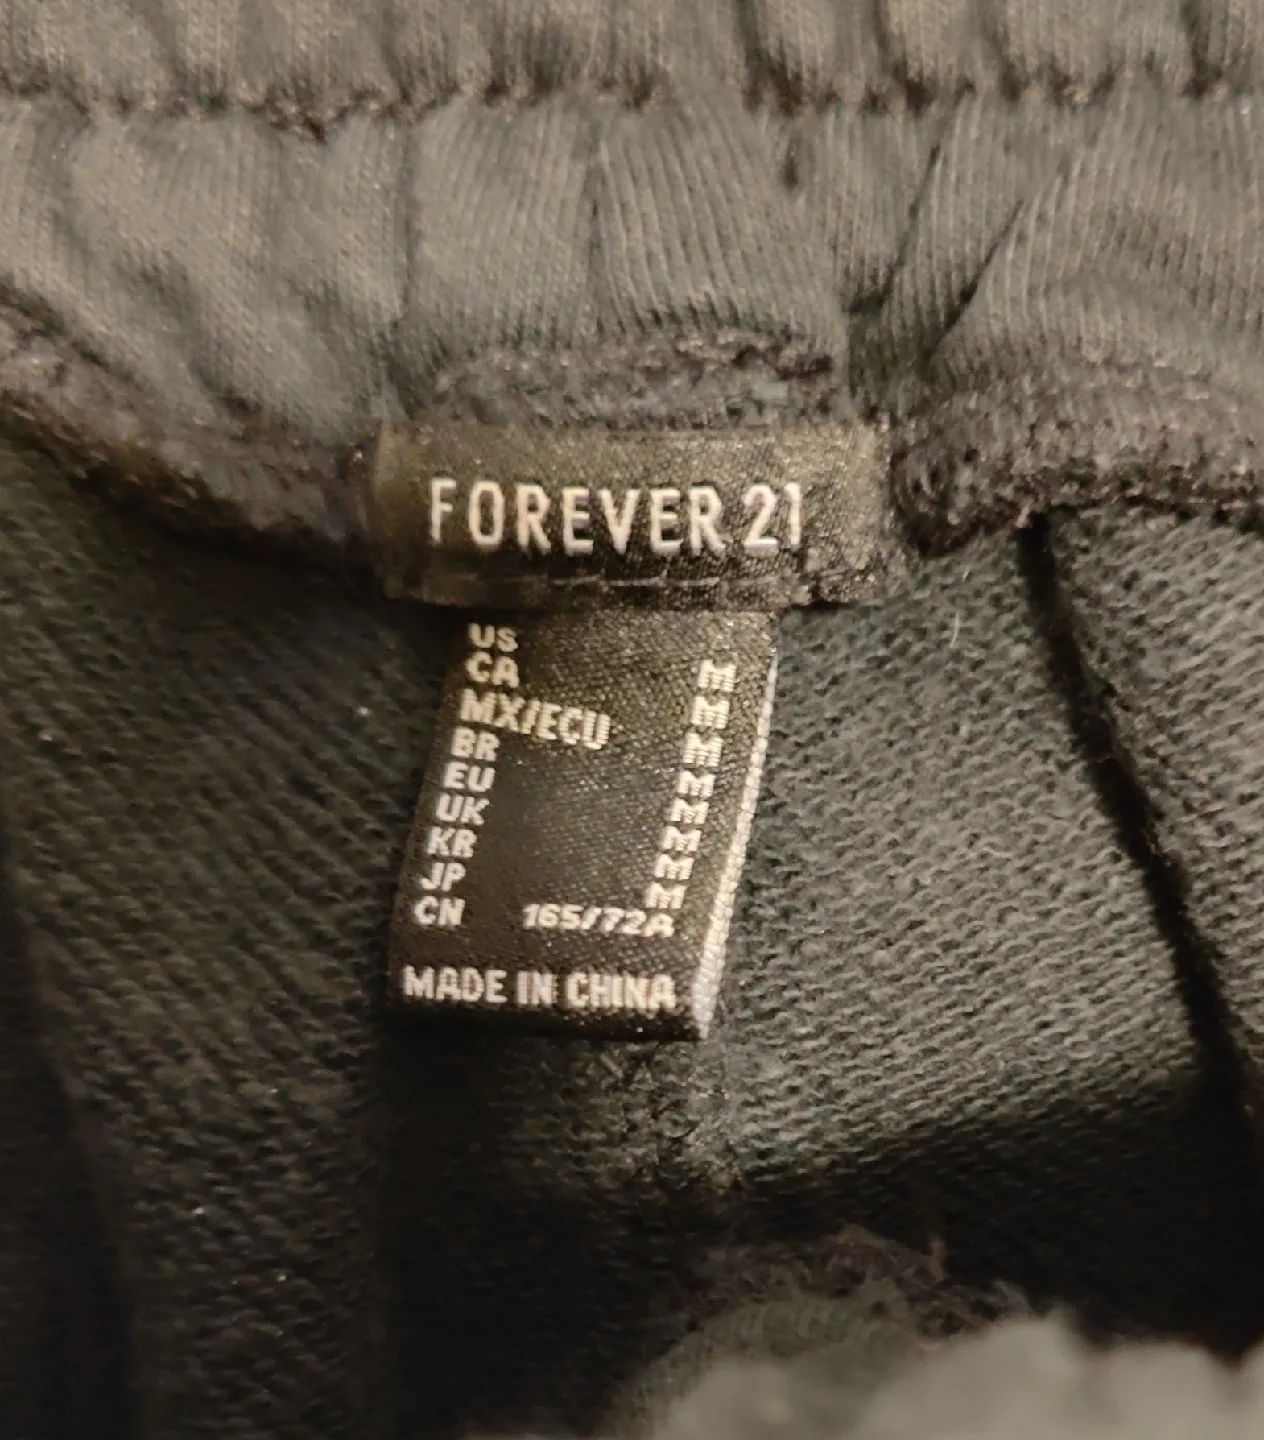 FOREVER 21
US M
CA M
MX/ECU M
BR M
EU M
UK M
KR M
JP M
CN 165/72A
MADE IN CHINA